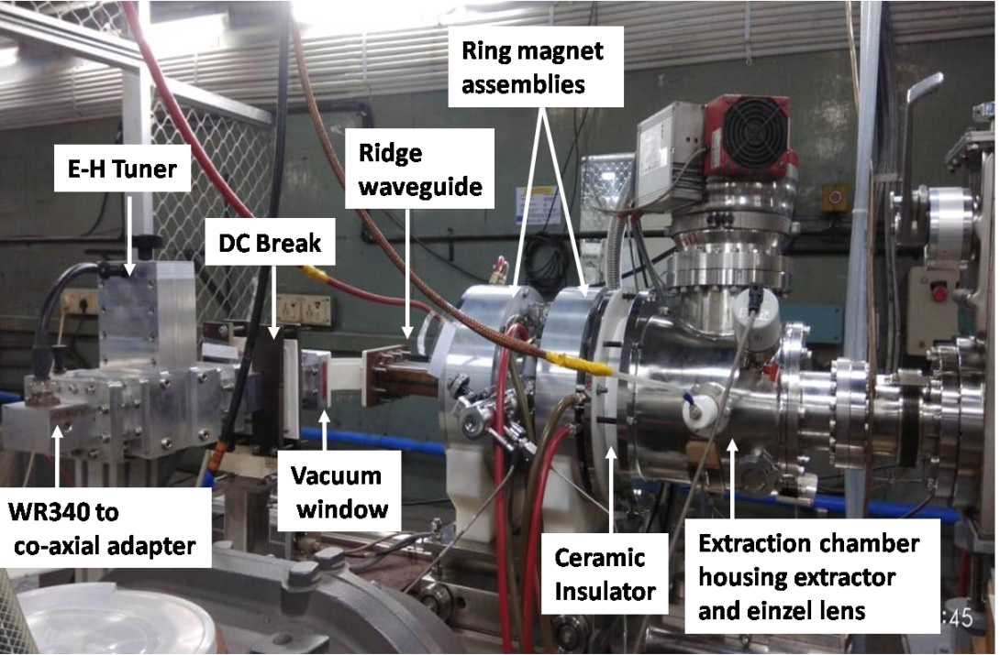 Ring magnet
assemblies
E-H Tuner
Ridge
waveguide
DC Break
Vacuum
window
WR340 to
co-axial adapter
Ceramic
Insulator
Extraction chamber
housing extractor
and einzel lens
:45